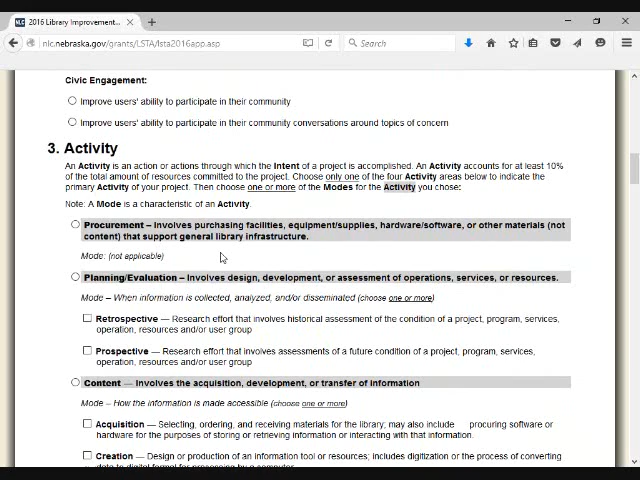 2016 Library Improvement...
nlc.nebraska.gov/grants/LSTA/lsta2016app.asp
Search
Civic Engagement:
Improve users' ability to participate in their community
Improve users' ability to participate in their community conversations around topics of concern
3. Activity
An Activity is an action or actions through which the Intent of a project is accomplished. An Activity accounts for at least 10%
of the total amount of resources committed to the project. Choose only one of the four Activity areas below to indicate the
primary Activity of your project. Then choose one or more of the Modes for the Activity you chose:
Note: A Mode is a characteristic of an Activity.
Procurement – Involves purchasing facilities, equipment/supplies, hardware/software, or other materials (not
content) that support general library infrastructure.
Mode: (not applicable)
Planning/Evaluation – Involves design, development, or assessment of operations, services, or resources.
Mode – When information is collected, analyzed, and/or disseminated (choose one or more)
Retrospective — Research effort that involves historical assessment of the condition of a project, program, services,
operation, resources and/or user group
Prospective — Research effort that involves assessments of a future condition of a project, program, services,
operation, resources and/or user group
Content — Involves the acquisition, development, or transfer of information
Mode – How the information is made accessible (choose one or more)
Acquisition — Selecting, ordering, and receiving materials for the library; may also include procuring software or
hardware for the purposes of storing or retrieving information or interacting with that information.
Creation — Design or production of an information tool or resources; includes digitization or the process of converting
data to digital format for processing by a computer